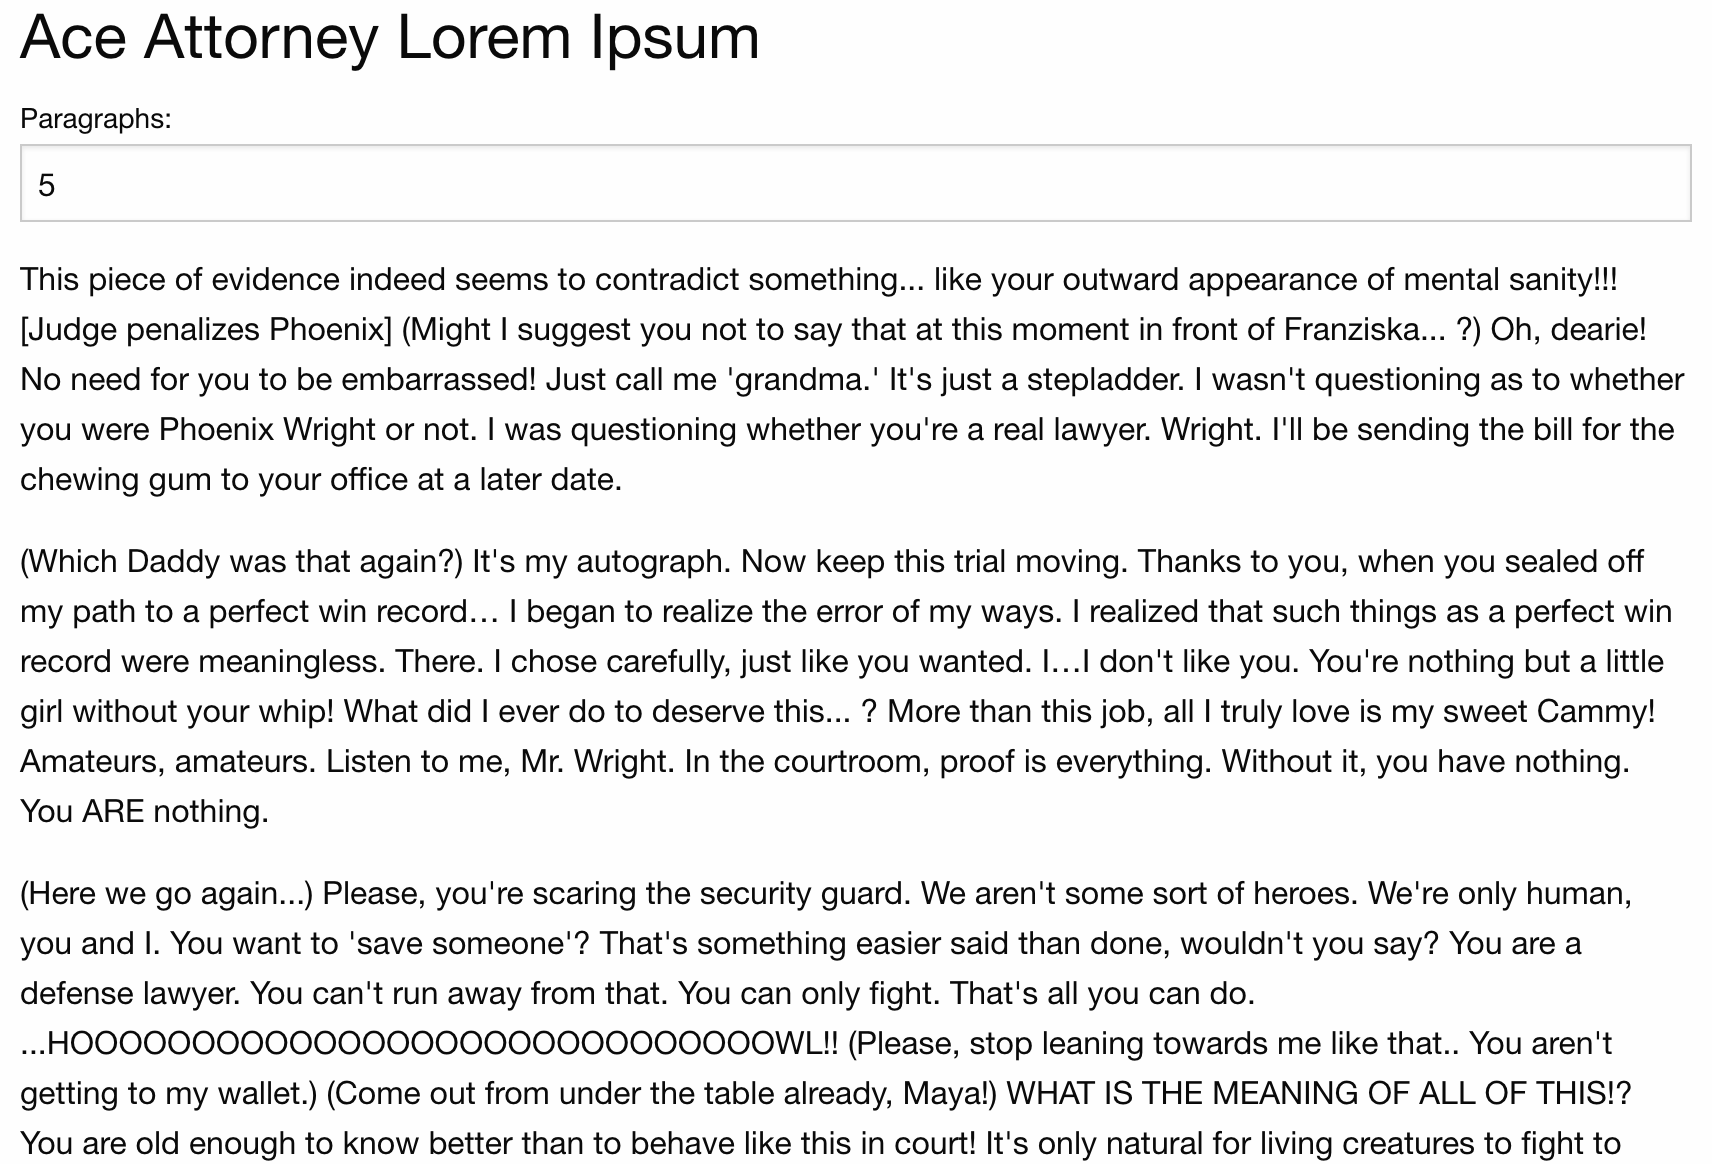 Ace Attorney Lorem Ipsum
Paragraphs:
5
This piece of evidence indeed seems to contradict something... like your outward appearance of mental sanity!!!
[Judge penalizes Phoenix] (Might I suggest you not to say that at this moment in front of Franziska... ?) Oh, dearie!
No need for you to be embarrassed! Just call me 'grandma.' It's just a stepladder. I wasn't questioning as to whether
you were Phoenix Wright or not. I was questioning whether you're a real lawyer. Wright. I'll be sending the bill for the
chewing gum to your office at a later date.
(Which Daddy was that again?) It's my autograph. Now keep this trial moving. Thanks to you, when you sealed off
my path to a perfect win record… I began to realize the error of my ways. I realized that such things as a perfect win
record were meaningless. There. I chose carefully, just like you wanted. I…I don't like you. You're nothing but a little
girl without your whip! What did I ever do to deserve this... ? More than this job, all I truly love is my sweet Cammy!
Amateurs, amateurs. Listen to me, Mr. Wright. In the courtroom, proof is everything. Without it, you have nothing.
You ARE nothing.
(Here we go again...) Please, you're scaring the security guard. We aren't some sort of heroes. We're only human,
you and I. You want to 'save someone'? That's something easier said than done, wouldn't you say? You are a
defense lawyer. You can't run away from that. You can only fight. That's all you can do.
...HOOOOOOOOOOOOOOOOOOOOOOOOOOOOOWL!! (Please, stop leaning towards me like that.. You aren't
getting to my wallet.) (Come out from under the table already, Maya!) WHAT IS THE MEANING OF ALL OF THIS!?
You are old enough to know better than to behave like this in court! It's only natural for living creatures to fight to